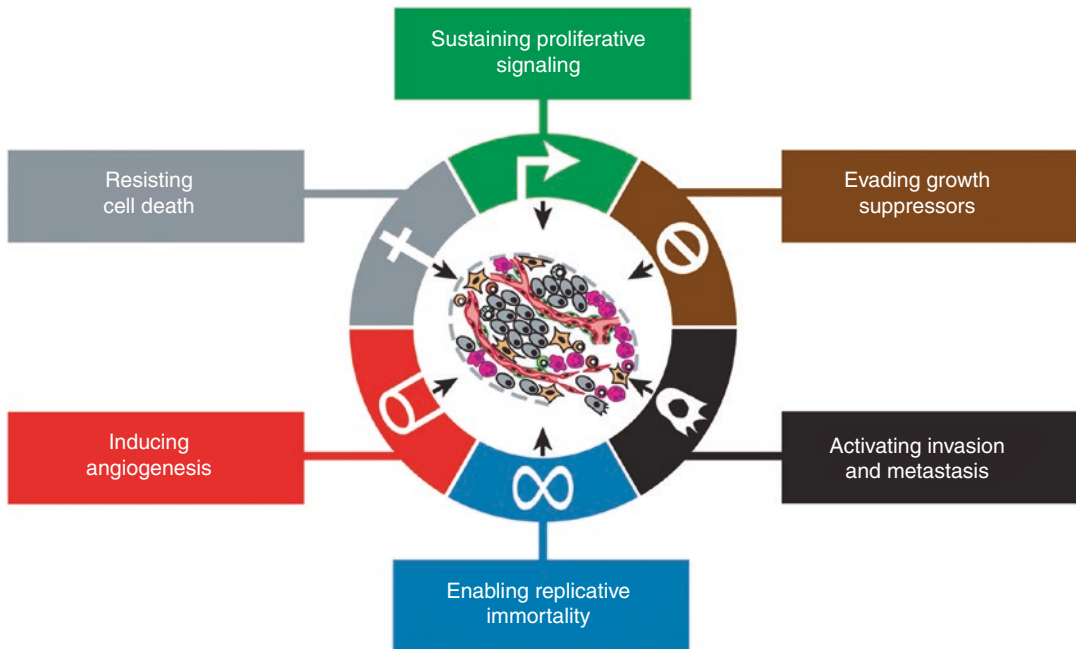 Sustaining proliferative
signaling
Resisting
cell death
Evading growth
suppressors
Inducing
angiogenesis
Activating invasion
and metastasis
Enabling replicative
immortality